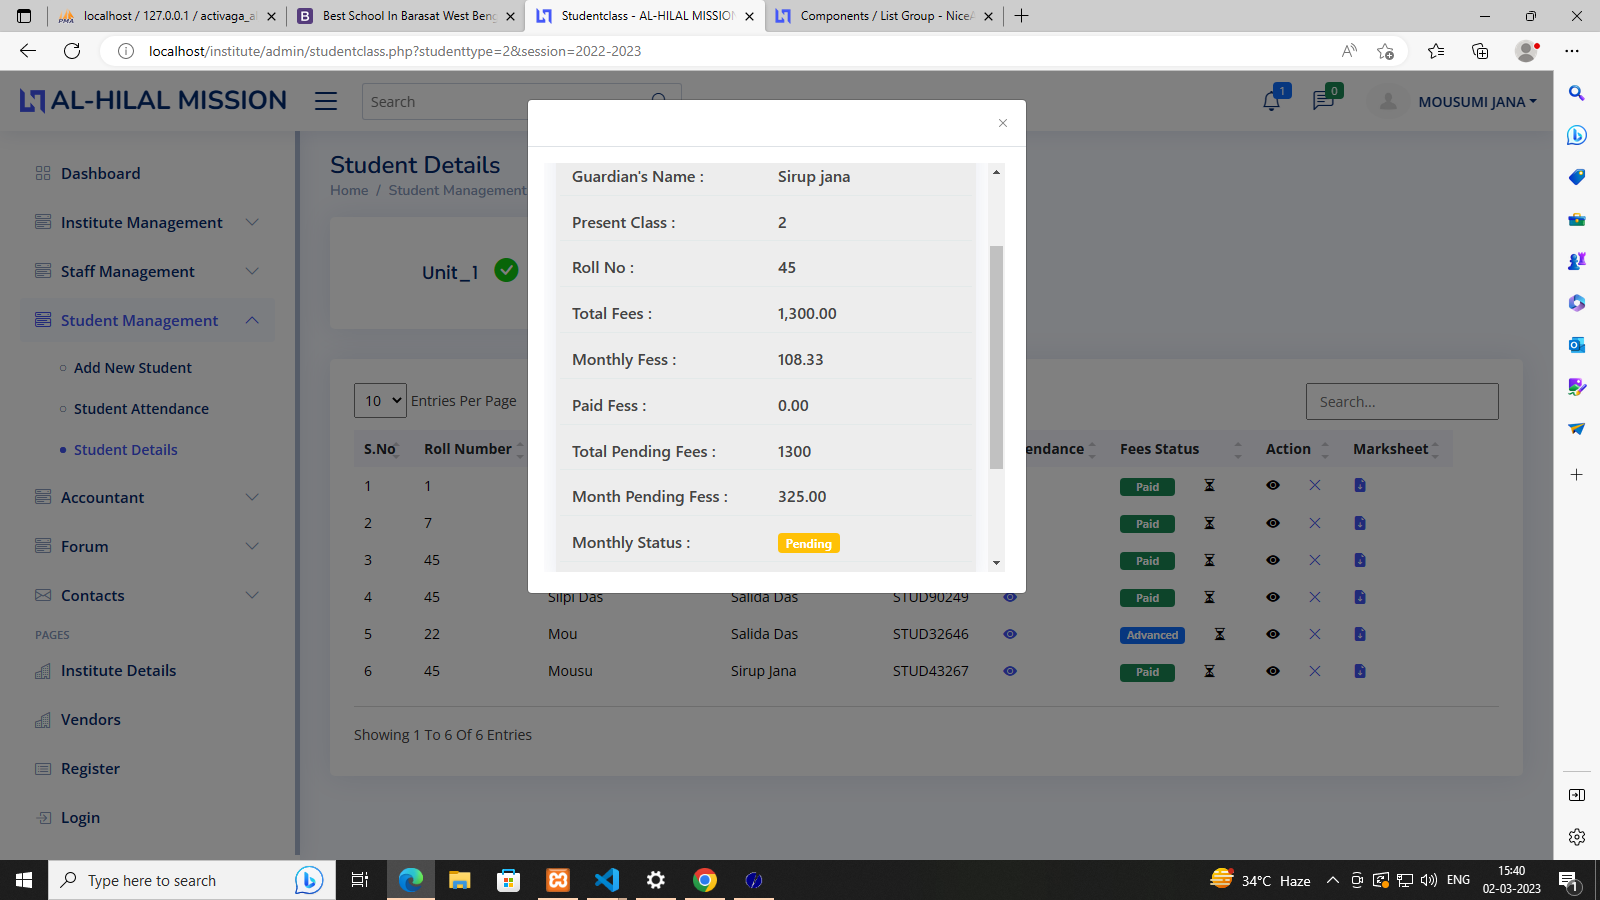 localhost / 127.0.0.1 / activaga_al
Best School In Barasat West Beng
Studentclass - AL-HILAL MISSION
Components / List Group - NiceA
localhost/institute/admin/studentclass.php?studenttype=2&session=2022-2023
AL-HILAL MISSION
Search
1
0
MOUSUMI JANA
Dashboard
Institute Management
Staff Management
Student Management
Add New Student
Student Attendance
Student Details
Accountant
Forum
Contacts
PAGES
Institute Details
Vendors
Register
Login
Student Details
Home / Student Management
Unit_1
10 Entries Per Page
Search...
S.No Roll Number endance Fees Status Action Marksheet
1 1 Paid
2 7 Paid
3 45 Paid
4 45 Silpi Das Salida Das STUD90249 Paid
5 22 Mou Salida Das STUD32646 Advanced
6 45 Mousu Sirup Jana STUD43267 Paid
Showing 1 To 6 Of 6 Entries
×
Guardian's Name : Sirup jana
Present Class : 2
Roll No : 45
Total Fees : 1,300.00
Monthly Fess : 108.33
Paid Fess : 0.00
Total Pending Fees : 1300
Month Pending Fess : 325.00
Monthly Status : Pending
Type here to search
34°C Haze
ENG
15:40
02-03-2023
1